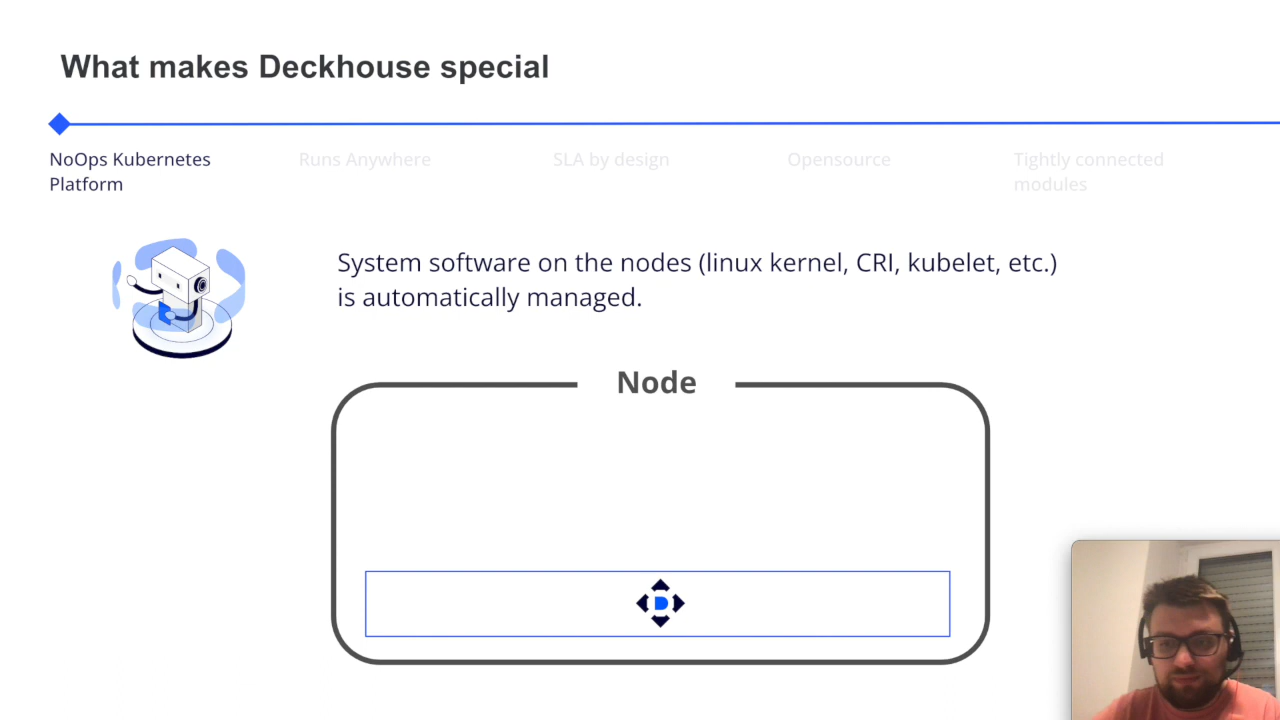 What makes Deckhouse special
NoOps Kubernetes
Platform
Runs Anywhere
SLA by design
Opensource
Tightly connected
modules
System software on the nodes (linux kernel, CRI, kubelet, etc.)
is automatically managed.
Node
D